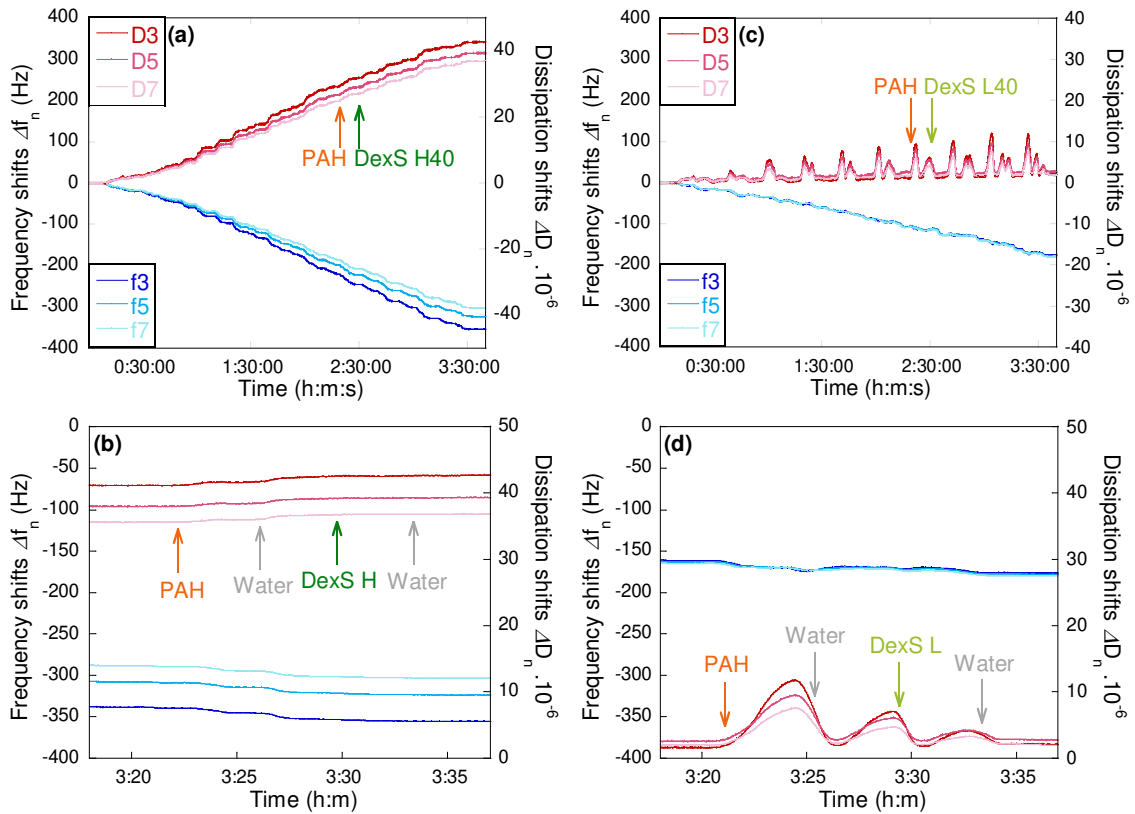 (a)
D3
D5
D7
f3
f5
f7
PAH DexS H40
400
300
200
100
0
-100
-200
-300
-400
Frequency shifts Δfn (Hz)
40
20
0
-20
-40
Dissipation shifts ΔDn . 10-6
0:30:00 1:30:00 2:30:00 3:30:00
Time (h:m:s)
(c)
D3
D5
D7
f3
f5
f7
PAH DexS L40
400
300
200
100
0
-100
-200
-300
-400
Frequency shifts Δfn (Hz)
40
30
20
10
0
-10
-20
-30
-40
Dissipation shifts ΔDn . 10-6
0:30:00 1:30:00 2:30:00 3:30:00
Time (h:m:s)
(b)
PAH Water DexS H Water
0
-50
-100
-150
-200
-250
-300
-350
-400
Frequency shifts Δfn (Hz)
50
40
30
20
10
0
Dissipation shifts ΔDn . 10-6
3:20 3:25 3:30 3:35
Time (h:m)
(d)
PAH Water DexS L Water
0
-50
-100
-150
-200
-250
-300
-350
-400
Frequency shifts Δfn (Hz)
50
40
30
20
10
0
Dissipation shifts ΔDn . 10-6
3:20 3:25 3:30 3:35
Time (h:m)